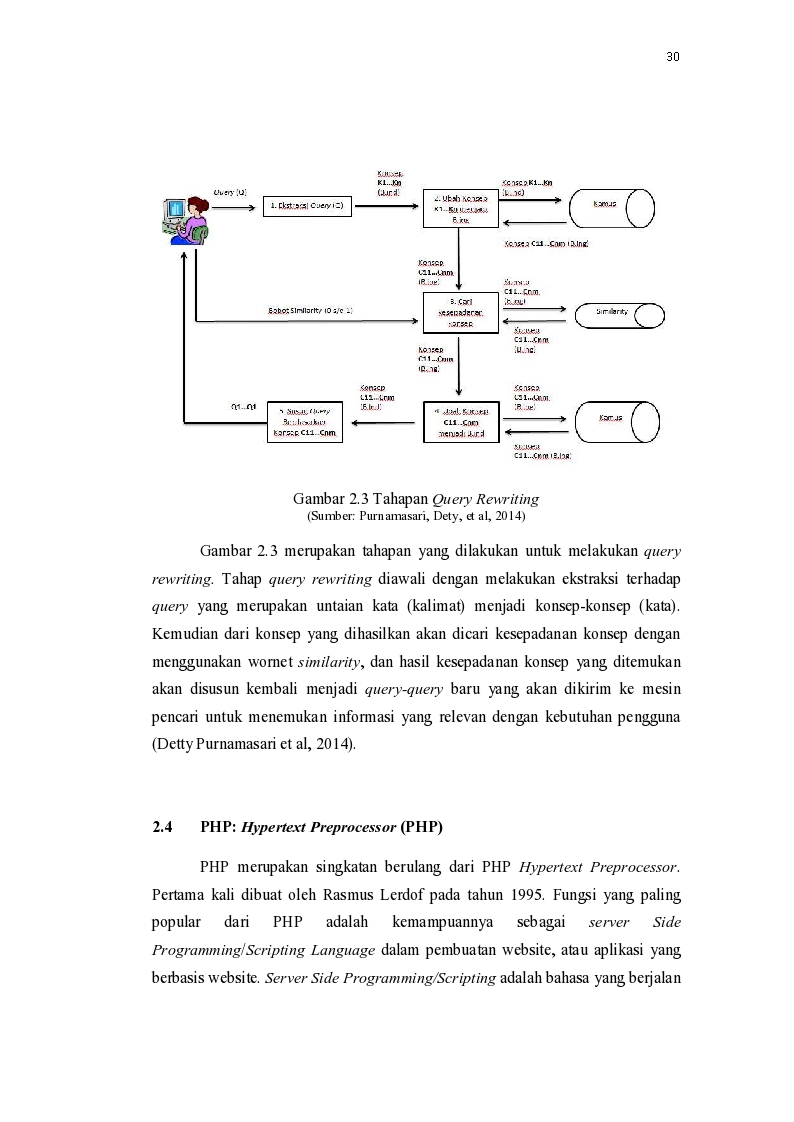 30
Query (Q)
1. Ekstraksi Query (Q)
Konsep
K1...Kn
(B.Ind)
2. Ubah Konsep
K1...Kn menjadi
B.Ing
Konsep K1...Kn
(B.Ind)
Kamus
Konsep C11...Cnm (B.Ing)
Konsep
C11...Cnm
(B.Ing)
Bobot Similarity (0 s/d 1)
3. Cari
kesepadanan
konsep
Konsep
C11...Cnm
(B.Ing)
Similarity
Konsep
C11...Cnm
(B.Ing)
Konsep
C11...Cnm
(B.Ing)
Q1...Q1
5. Susun Query
Berdasarkan
Konsep C11...Cnm
Konsep
C11...Cnm
(B.Ind)
4. Ubah Konsep
C11...Cnm
menjadi B.Ind
Konsep
C11...Cnm
(B.Ing)
Kamus
Konsep
C11...Cnm (B.Ing)
Gambar 2.3 Tahapan Query Rewriting
(Sumber: Purnamasari, Dety, et al, 2014)
Gambar 2.3 merupakan tahapan yang dilakukan untuk melakukan query
rewriting. Tahap query rewriting diawali dengan melakukan ekstraksi terhadap
query yang merupakan untaian kata (kalimat) menjadi konsep-konsep (kata).
Kemudian dari konsep yang dihasilkan akan dicari kesepadanan konsep dengan
menggunakan wornet similarity, dan hasil kesepadanan konsep yang ditemukan
akan disusun kembali menjadi query-query baru yang akan dikirim ke mesin
pencari untuk menemukan informasi yang relevan dengan kebutuhan pengguna
(Detty Purnamasari et al, 2014).
2.4 PHP: Hypertext Preprocessor (PHP)
PHP merupakan singkatan berulang dari PHP Hypertext Preprocessor.
Pertama kali dibuat oleh Rasmus Lerdof pada tahun 1995. Fungsi yang paling
popular dari PHP adalah kemampuannya sebagai server Side
Programming/Scripting Language dalam pembuatan website, atau aplikasi yang
berbasis website. Server Side Programming/Scripting adalah bahasa yang berjalan